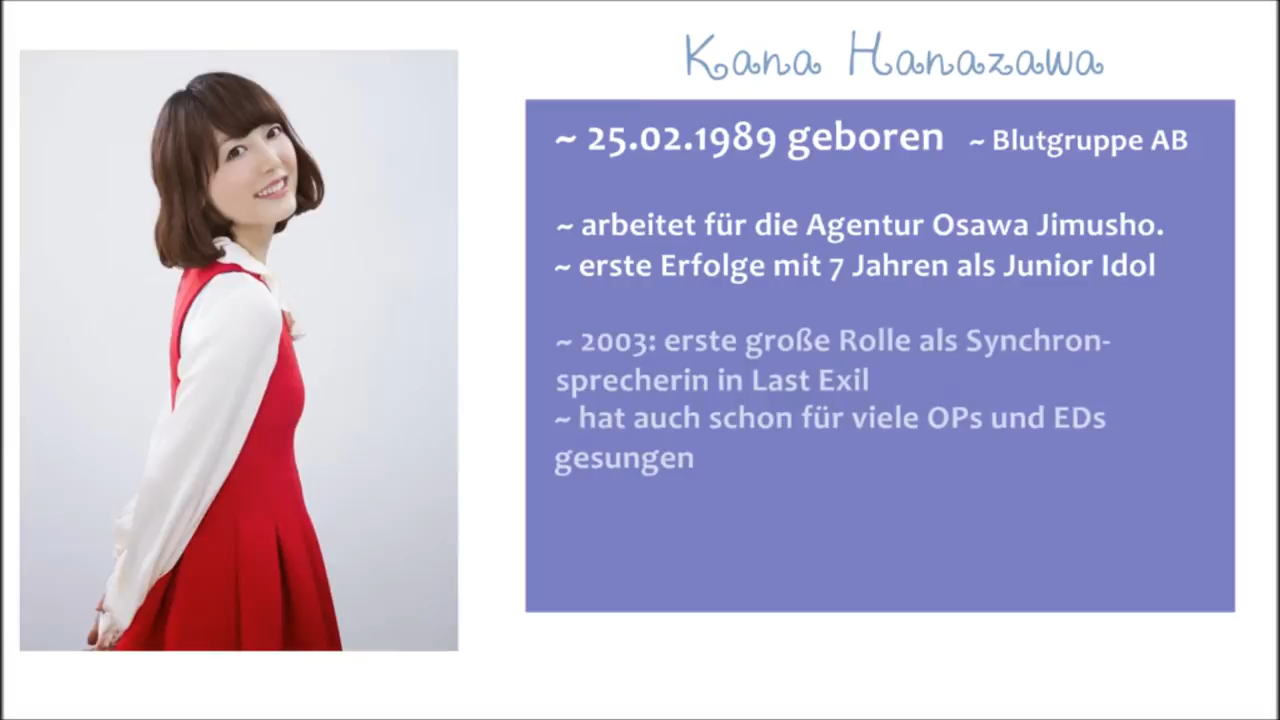 Kana Hanazawa
~ 25.02.1989 geboren ~ Blutgruppe AB
~ arbeitet für die Agentur Osawa Jimusho.
~ erste Erfolge mit 7 Jahren als Junior Idol
~ 2003: erste große Rolle als Synchron-
sprecherin in Last Exil
~ hat auch schon für viele OPs und EDs
gesungen